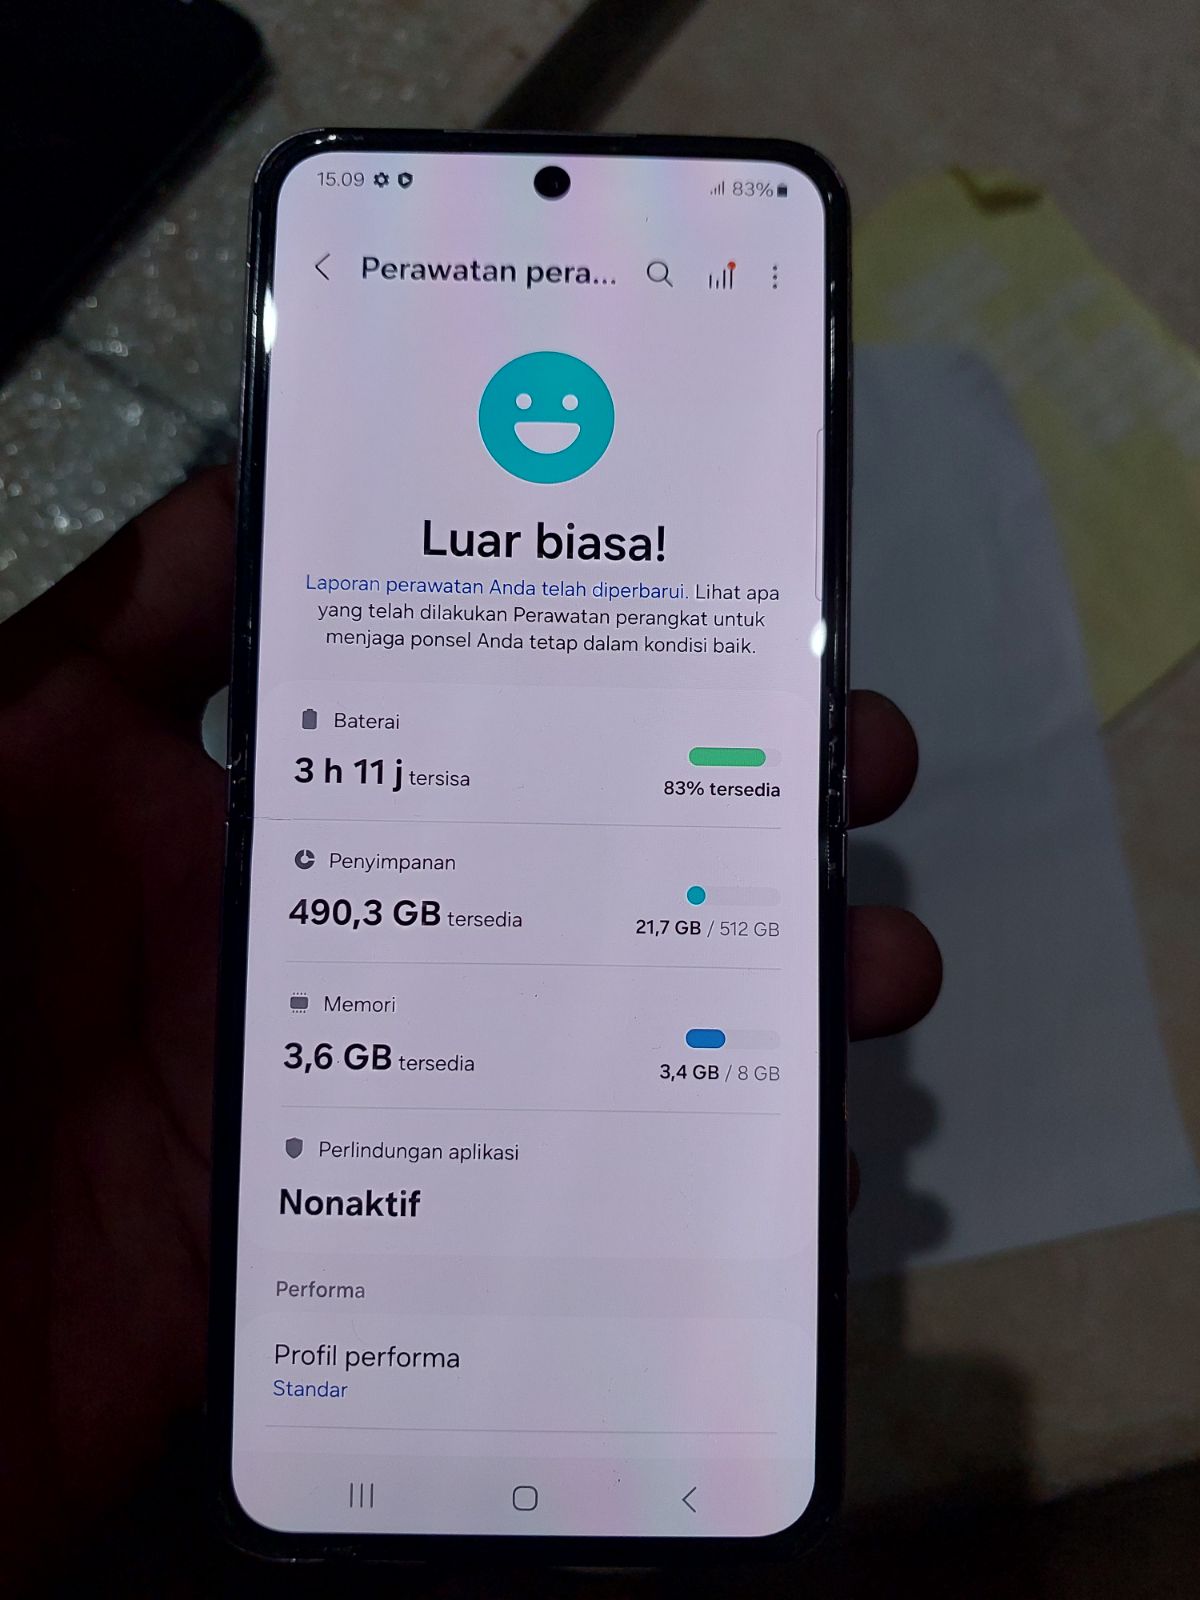 15.09
83%
Perawatan pera...
Luar biasa!
Laporan perawatan Anda telah diperbarui. Lihat apa
yang telah dilakukan Perawatan perangkat untuk
menjaga ponsel Anda tetap dalam kondisi baik.
Baterai
3 h 11 j tersisa
83% tersedia
Penyimpanan
490,3 GB tersedia
21,7 GB / 512 GB
Memori
3,6 GB tersedia
3,4 GB / 8 GB
Perlindungan aplikasi
Nonaktif
Performa
Profil performa
Standar